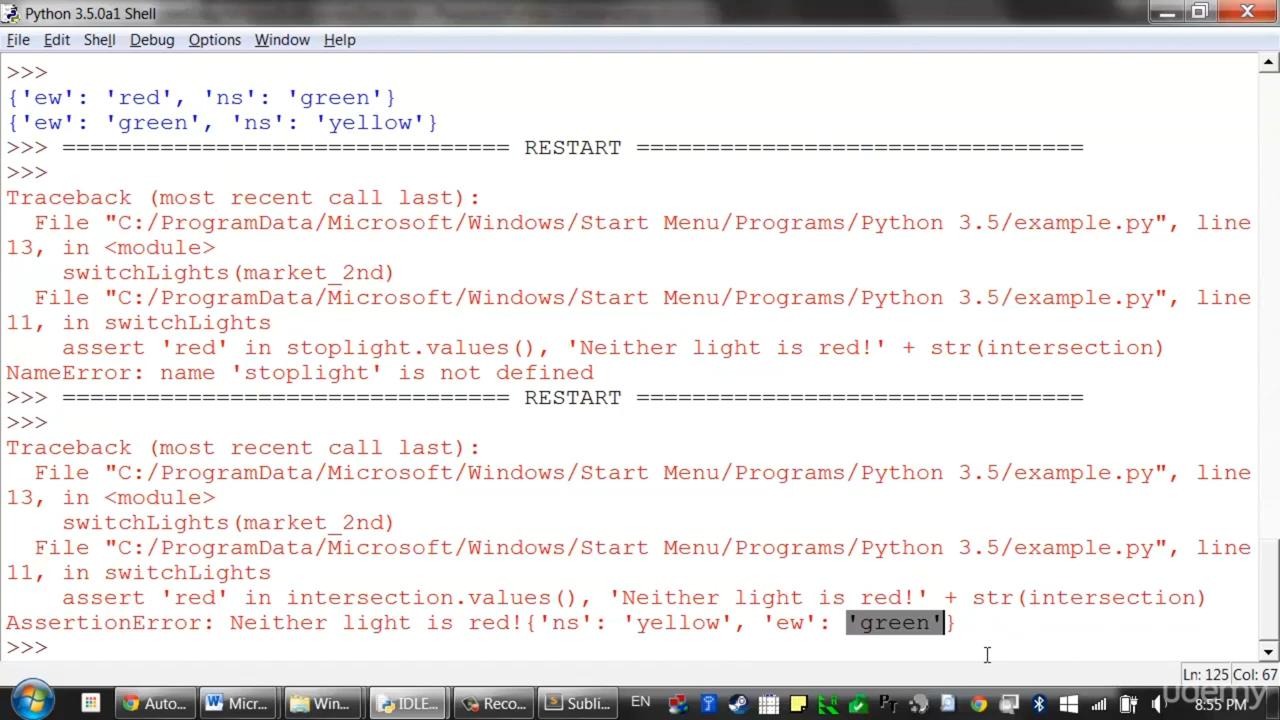 Python 3.5.0a1 Shell
File Edit Shell Debug Options Window Help
>>>
{'ew': 'red', 'ns': 'green'}
{'ew': 'green', 'ns': 'yellow'}
>>> ================================ RESTART ================================
>>>
Traceback (most recent call last):
  File "C:/ProgramData/Microsoft/Windows/Start Menu/Programs/Python 3.5/example.py", line
13, in <module>
    switchLights(market_2nd)
  File "C:/ProgramData/Microsoft/Windows/Start Menu/Programs/Python 3.5/example.py", line
11, in switchLights
    assert 'red' in stoplight.values(), 'Neither light is red!' + str(intersection)
NameError: name 'stoplight' is not defined
>>> ================================ RESTART ================================
>>>
Traceback (most recent call last):
  File "C:/ProgramData/Microsoft/Windows/Start Menu/Programs/Python 3.5/example.py", line
13, in <module>
    switchLights(market_2nd)
  File "C:/ProgramData/Microsoft/Windows/Start Menu/Programs/Python 3.5/example.py", line
11, in switchLights
    assert 'red' in intersection.values(), 'Neither light is red!' + str(intersection)
AssertionError: Neither light is red!{'ns': 'yellow', 'ew': 'green'}
>>>
Ln: 125 Col: 67
Auto... Micr... Win... IDLE... Reco... Subli... EN 8:55 PM
udemy